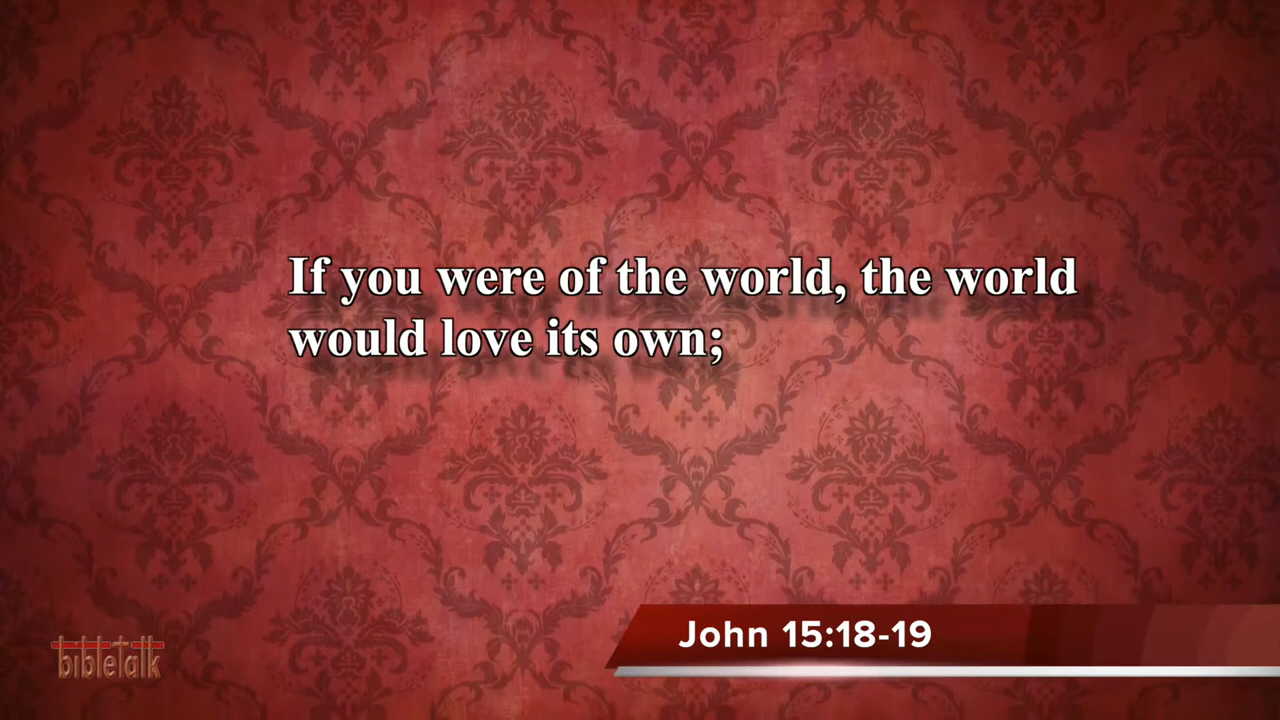 If you were of the world, the world
would love its own;
John 15:18-19
bibletalk